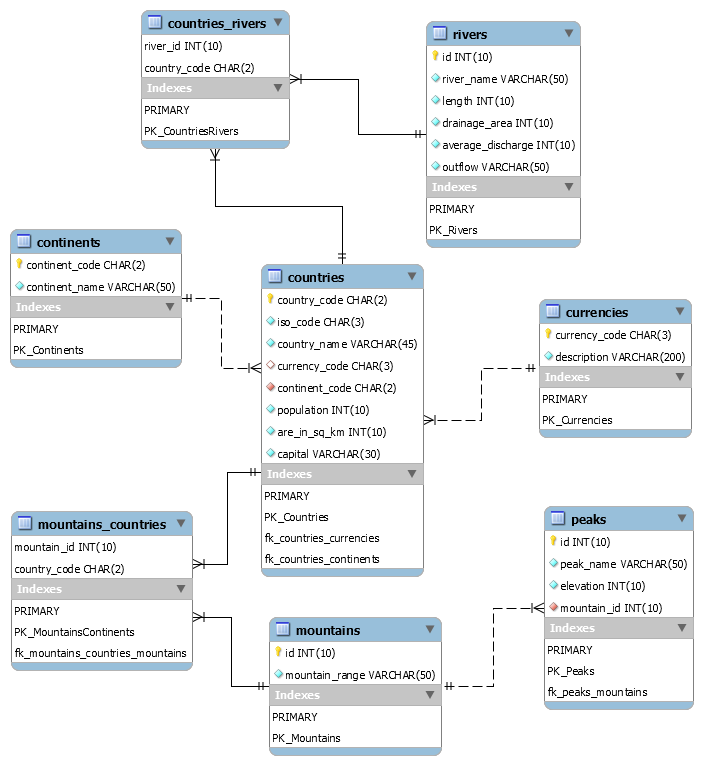 countries_rivers
river_id INT(10)
country_code CHAR(2)
Indexes
PRIMARY
PK_CountriesRivers
rivers
id INT(10)
river_name VARCHAR(50)
length INT(10)
drainage_area INT(10)
average_discharge INT(10)
outflow VARCHAR(50)
Indexes
PRIMARY
PK_Rivers
continents
continent_code CHAR(2)
continent_name VARCHAR(50)
Indexes
PRIMARY
PK_Continents
countries
country_code CHAR(2)
iso_code CHAR(3)
country_name VARCHAR(45)
currency_code CHAR(3)
continent_code CHAR(2)
population INT(10)
are_in_sq_km INT(10)
capital VARCHAR(30)
Indexes
PRIMARY
PK_Countries
fk_countries_currencies
fk_countries_continents
currencies
currency_code CHAR(3)
description VARCHAR(200)
Indexes
PRIMARY
PK_Currencies
mountains_countries
mountain_id INT(10)
country_code CHAR(2)
Indexes
PRIMARY
PK_MountainsContinents
fk_mountains_countries_mountains
mountains
id INT(10)
mountain_range VARCHAR(50)
Indexes
PRIMARY
PK_Mountains
peaks
id INT(10)
peak_name VARCHAR(50)
elevation INT(10)
mountain_id INT(10)
Indexes
PRIMARY
PK_Peaks
fk_peaks_mountains